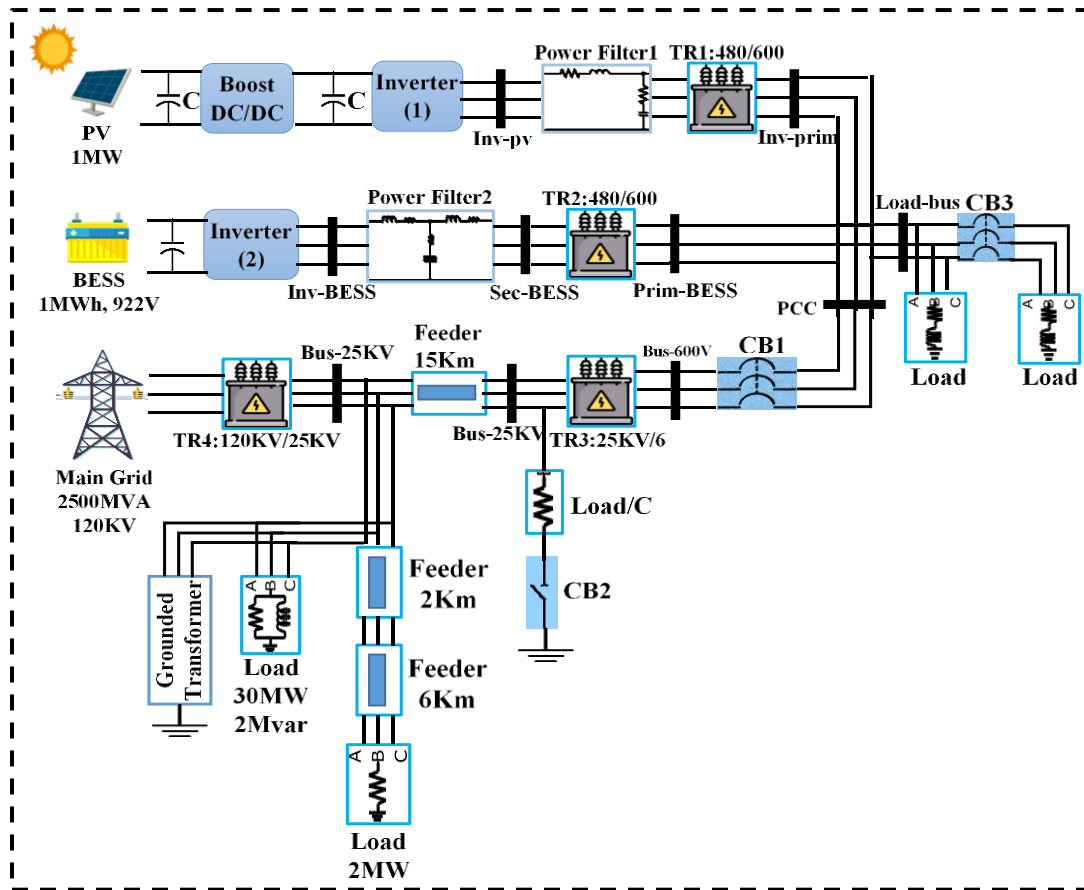 Power Filter1
TR1:480/600
Boost
DC/DC
C
C
Inverter
(1)
PV
1MW
Inv-pv
Inv-prim
Power Filter2
TR2:480/600
Load-bus
CB3
Inverter
(2)
BESS
1MWh, 922V
Inv-BESS
Sec-BESS
Prim-BESS
PCC
A
B
C
A
B
C
Load
Load
Bus-25KV
Feeder
15Km
Bus-600V
CB1
TR4:120KV/25KV
Bus-25KV
TR3:25KV/6
Main Grid
2500MVA
120KV
Load/C
CB2
Grounded
Transformer
A
B
C
Load
30MW
2Mvar
Feeder
2Km
Feeder
6Km
A
B
C
Load
2MW